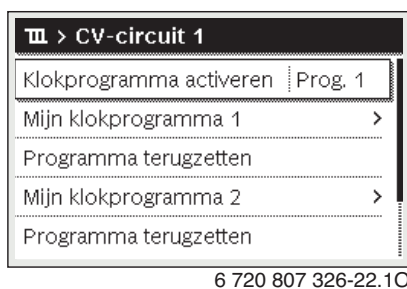 > CV-circuit 1
Klokprogramma activeren Prog. 1
Mijn klokprogramma 1 >
Programma terugzetten
Mijn klokprogramma 2 >
Programma terugzetten
6 720 807 326-22.1O